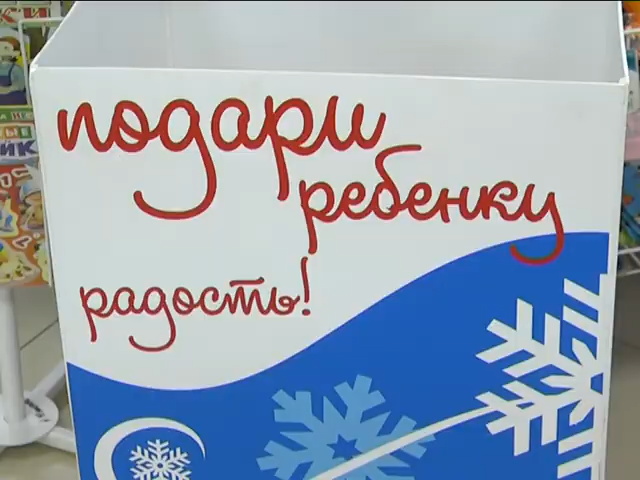 подари
ребенку
радость!